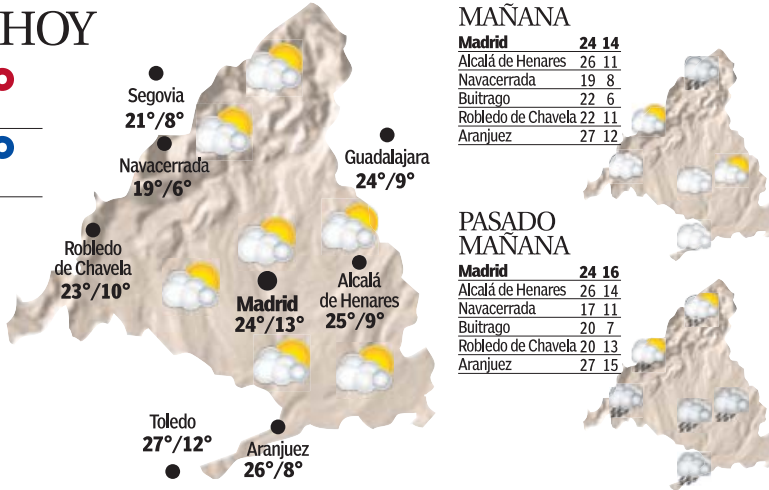 HOY
Segovia
21°/8°
Navacerrada
19°/6°
Guadalajara
24°/9°
Robledo
de Chavela
23°/10°
Madrid
24°/13°
Alcalá
de Henares
25°/9°
Toledo
27°/12°
Aranjuez
26°/8°
MAÑANA
Madrid 24 14
Alcalá de Henares 26 11
Navacerrada 19 8
Buitrago 22 6
Robledo de Chavela 22 11
Aranjuez 27 12
PASADO
MAÑANA
Madrid 24 16
Alcalá de Henares 26 14
Navacerrada 17 11
Buitrago 20 7
Robledo de Chavela 20 13
Aranjuez 27 15